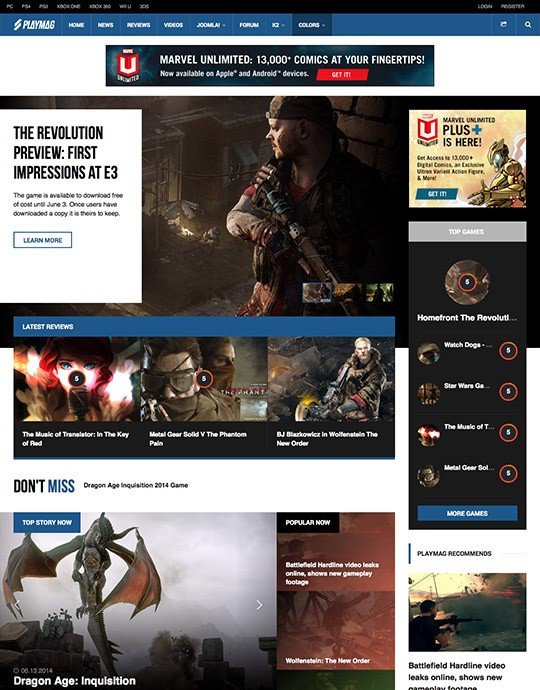 PC PS4 PS3 XBOX ONE XBOX 360 WII U 3DS LOGIN REGISTER
PLAYMAG HOME NEWS REVIEWS VIDEOS JOOMLA! FORUM K2 COLORS
MARVEL UNLIMITED: 13,000+ COMICS AT YOUR FINGERTIPS!
Now available on Apple® and Android™ devices. GET IT!
MARVEL
UNLIMITED
THE REVOLUTION
PREVIEW: FIRST
IMPRESSIONS AT E3
The game is available to download free
of cost until June 3. Once users have
downloaded a copy it is theirs to keep.
LEARN MORE
MARVEL UNLIMITED
PLUS+
IS HERE!
Get Access to 13,000+
Digital Comics, an Exclusive
Ultron Variant Action Figure,
& More!
GET IT!
LATEST REVIEWS
5
5
THE PHANT
The Music of Transistor: In The Key
of Red
Metal Gear Solid V The Phantom
Pain
BJ Blazkowicz in Wolfenstein The
New Order
TOP GAMES
5
Homefront The Revoluti...
Watch Dogs - ... 5
Star Wars Ga... 5
The Music of T... 5
Metal Gear Sol... 5
MORE GAMES
DON'T MISS Dragon Age Inquisition 2014 Game
TOP STORY NOW
06.13.2014
Dragon Age: Inquisition
POPULAR NOW
Battlefield Hardline video leaks
online, shows new gameplay
footage
Wolfenstein: The New Order
PLAYMAG RECOMMENDS
Battlefield Hardline video
leaks online, shows new
gameplay footage